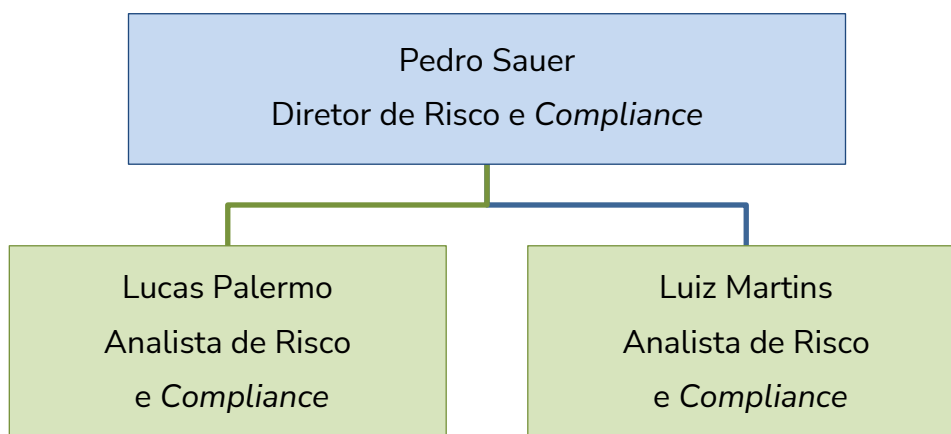 Pedro Sauer
Diretor de Risco e Compliance
Lucas Palermo
Analista de Risco
e Compliance
Luiz Martins
Analista de Risco
e Compliance